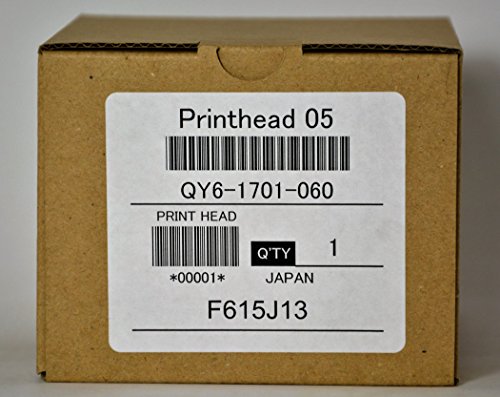 Printhead 05
QY6-1701-060
PRINT HEAD
Q'TY 1
*00001* JAPAN
F615J13